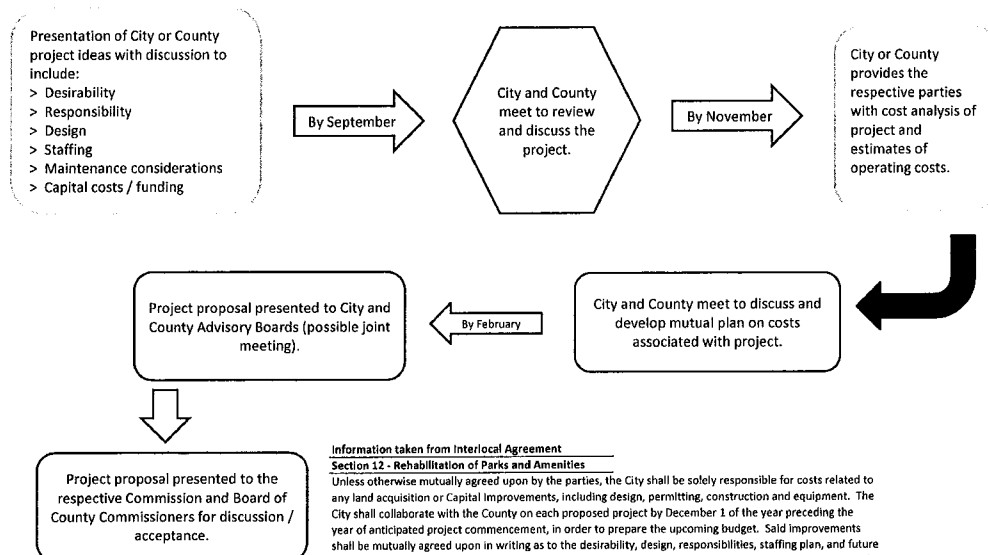 Presentation of City or County
project ideas with discussion to
include:
> Desirability
> Responsibility
> Design
> Staffing
> Maintenance considerations
> Capital costs / funding
By September
City and County
meet to review
and discuss the
project.
By November
City or County
provides the
respective parties
with cost analysis of
project and
estimates of
operating costs.
City and County meet to discuss and
develop mutual plan on costs
associated with project.
By February
Project proposal presented to City and
County Advisory Boards (possible joint
meeting).
Project proposal presented to the
respective Commission and Board of
County Commissioners for discussion /
acceptance.
Information taken from Interlocal Agreement
Section 12 - Rehabilitation of Parks and Amenities
Unless otherwise mutually agreed upon by the parties, the City shall be solely responsible for costs related to
any land acquisition or Capital Improvements, including design, permitting, construction and equipment. The
City shall collaborate with the County on each proposed project by December 1 of the year preceding the
year of anticipated project commencement, in order to prepare the upcoming budget. Said improvements
shall be mutually agreed upon in writing as to the desirability, design, responsibilities, staffing plan, and future